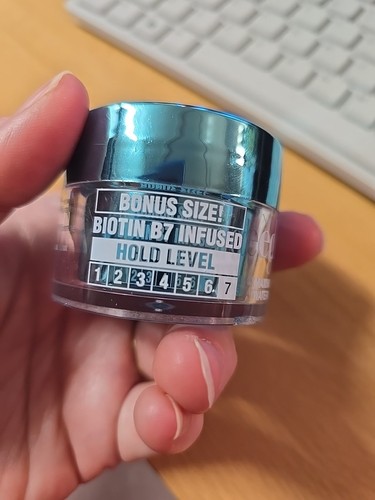 BONUS SIZE!
BIOTIN B7 INFUSED
HOLD LEVEL
1 2 3 4 5 6 7